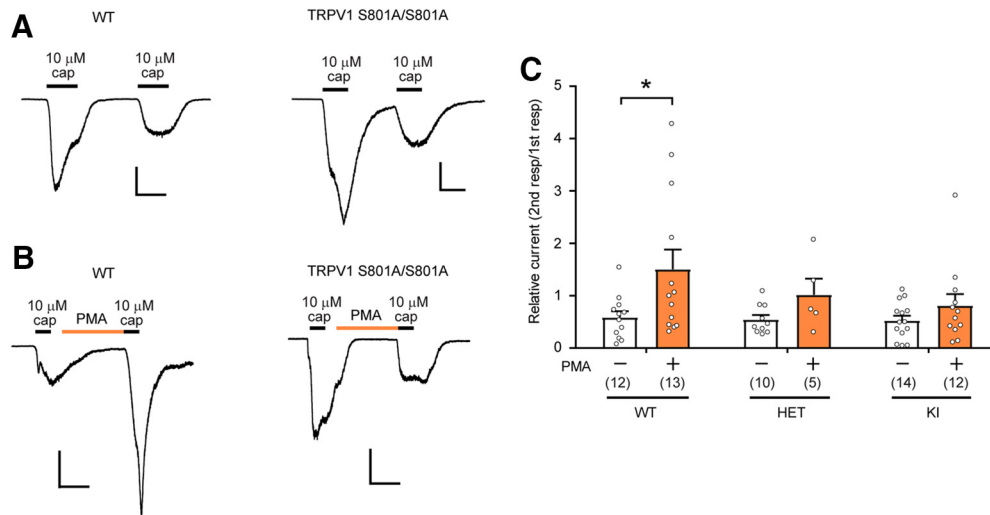 A
WT
10 μM
cap
10 μM
cap
TRPV1 S801A/S801A
10 μM
cap
10 μM
cap
B
WT
10 μM
cap
PMA
10 μM
cap
TRPV1 S801A/S801A
10 μM
cap
PMA
10 μM
cap
C
Relative current (2nd resp/1st resp)
5
4
3
2
1
0
*
PMA − + − + − +
(12) (13) (10) (5) (14) (12)
WT HET KI